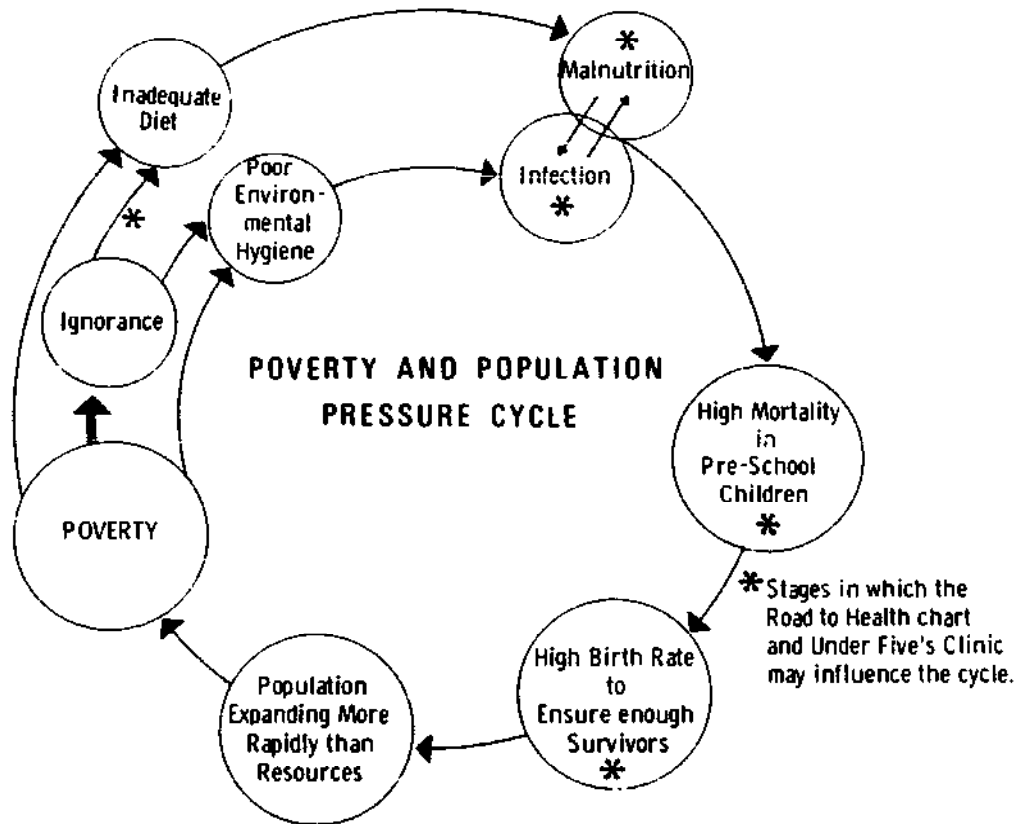 *
Malnutrition
Inadequate
Diet
Poor
Environ-
mental
Hygiene
Infection
*
*
Ignorance
POVERTY AND POPULATION
PRESSURE CYCLE
High Mortality
in
Pre-School
Children
*
POVERTY
* Stages in which the
Road to Health chart
and Under Five's Clinic
may influence the cycle.
High Birth Rate
to
Ensure enough
Survivors
*
Population
Expanding More
Rapidly than
Resources